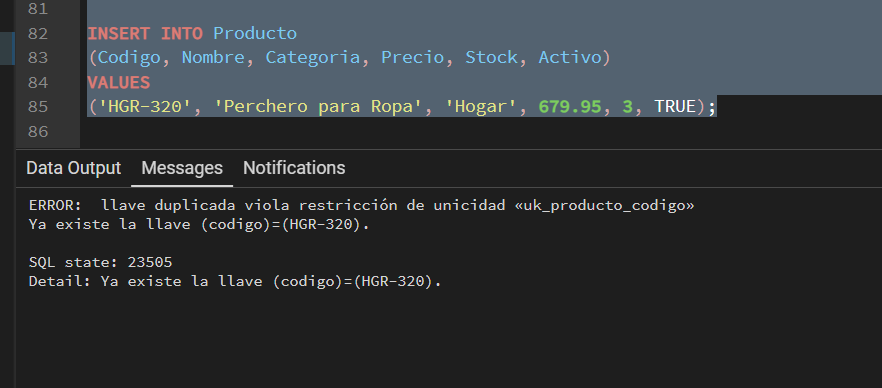 81
82 INSERT INTO Producto
83 (Codigo, Nombre, Categoria, Precio, Stock, Activo)
84 VALUES
85 ('HGR-320', 'Perchero para Ropa', 'Hogar', 679.95, 3, TRUE);
86
Data Output Messages Notifications
ERROR:  llave duplicada viola restricción de unicidad «uk_producto_codigo»
Ya existe la llave (codigo)=(HGR-320).
SQL state: 23505
Detail: Ya existe la llave (codigo)=(HGR-320).